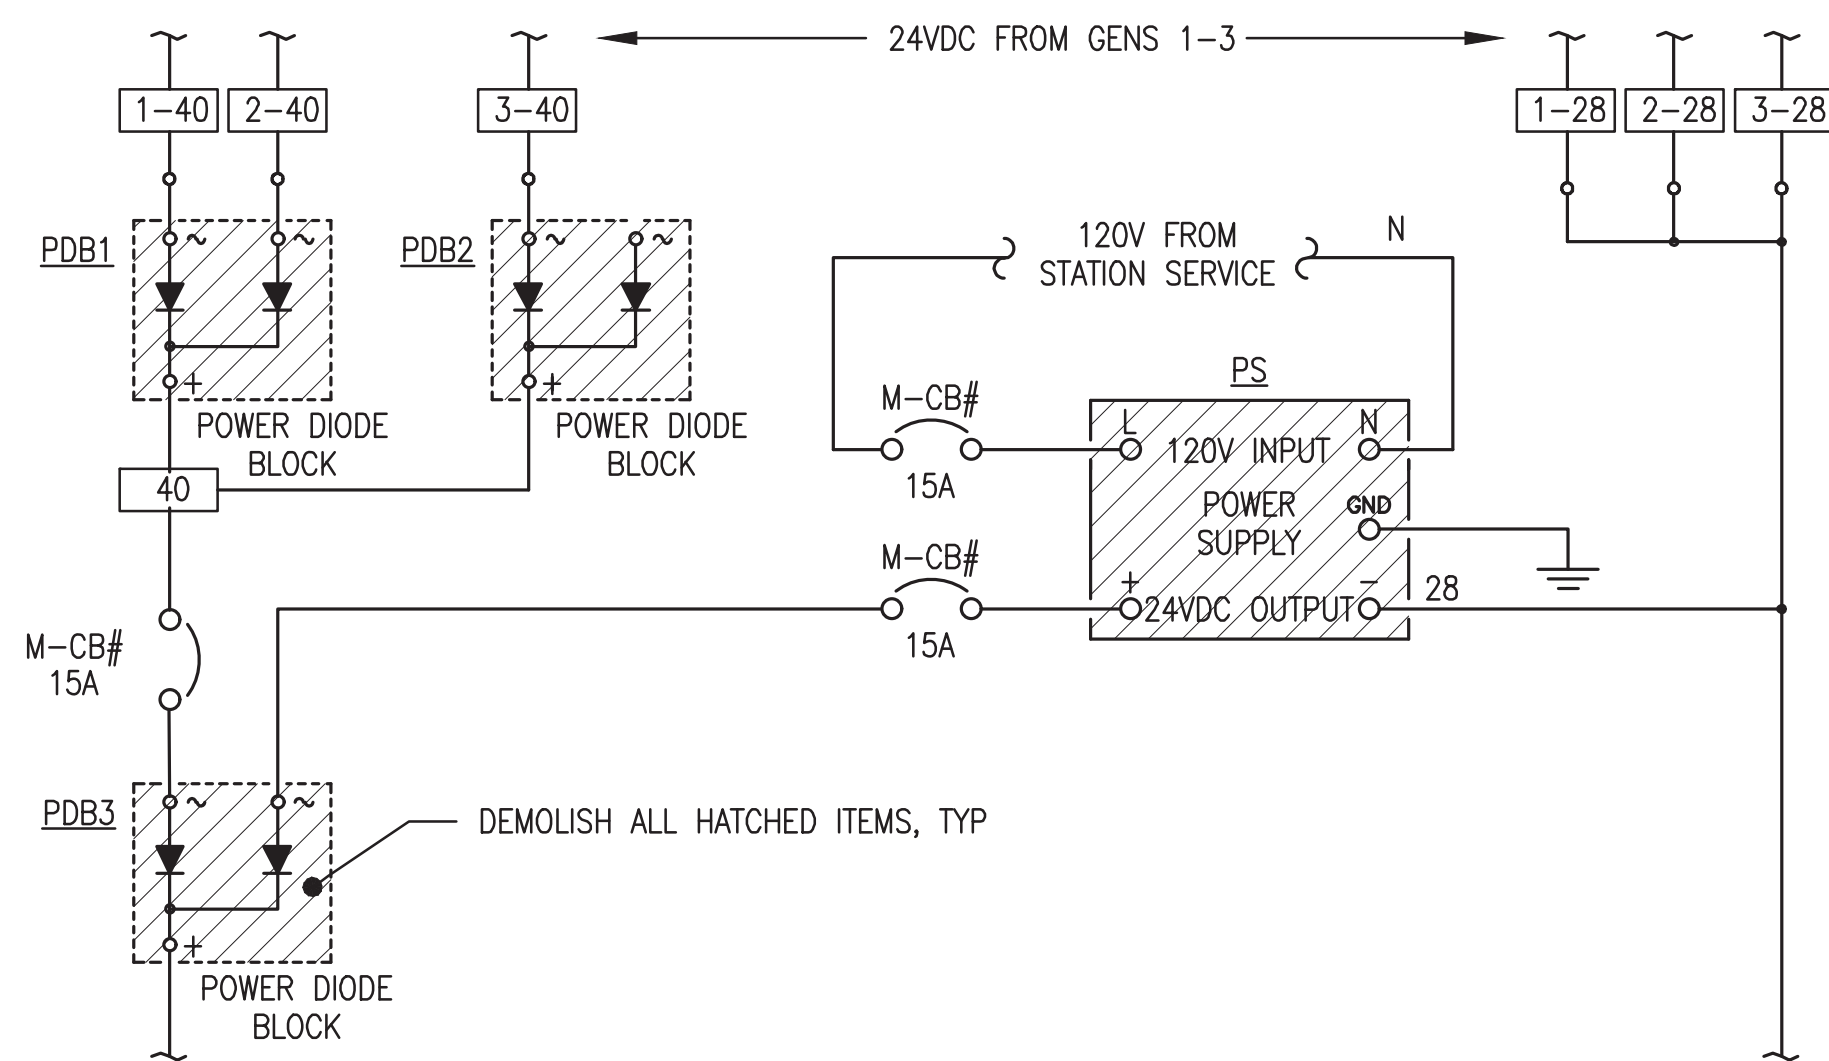 24VDC FROM GENS 1-3
1-40
2-40
3-40
1-28
2-28
3-28
PDB1
~
~
+
POWER DIODE
BLOCK
PDB2
~
~
+
POWER DIODE
BLOCK
120V FROM
STATION SERVICE
N
40
M-CB#
15A
M-CB#
15A
M-CB#
15A
PS
L
N
120V INPUT
POWER
SUPPLY
GND
+
-
24VDC OUTPUT
28
PDB3
~
~
+
POWER DIODE
BLOCK
DEMOLISH ALL HATCHED ITEMS, TYP